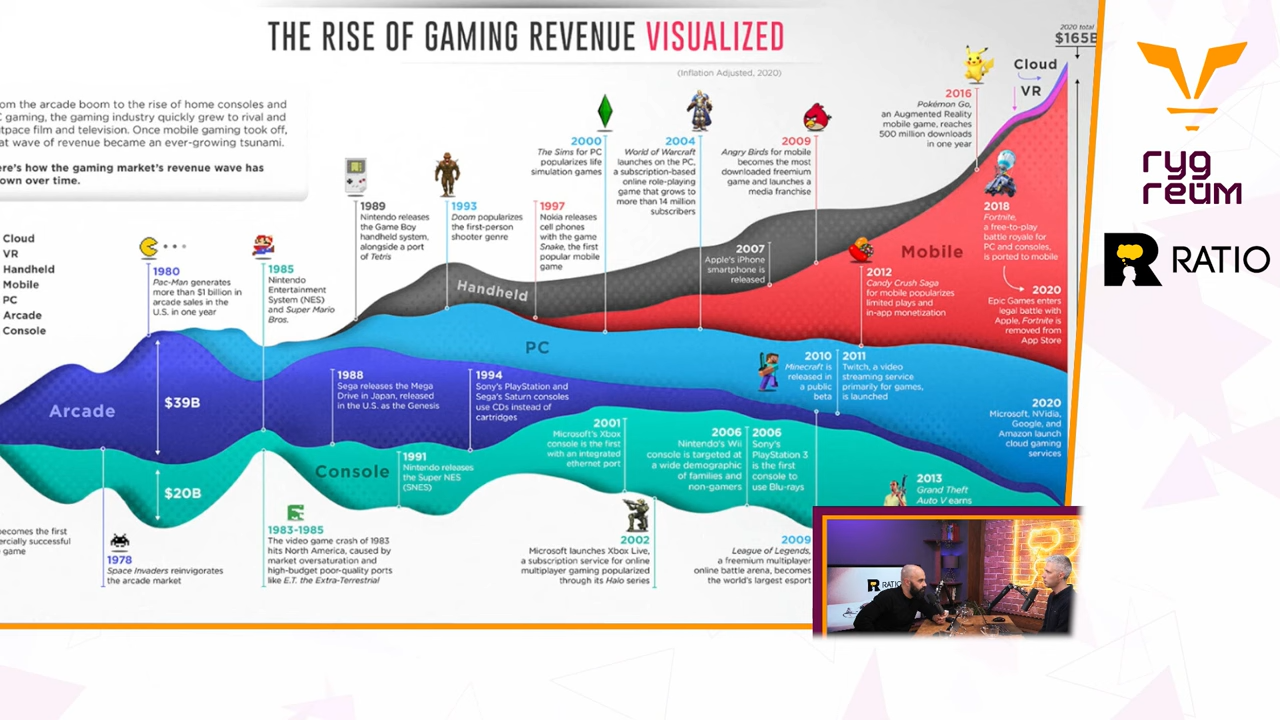 THE RISE OF GAMING REVENUE VISUALIZED
(Inflation Adjusted, 2020)
2020 total
$165B
Cloud
VR
om the arcade boom to the rise of home consoles and
C gaming, the gaming industry quickly grew to rival and
tpace film and television. Once mobile gaming took off,
at wave of revenue became an ever-growing tsunami.
ere's how the gaming market's revenue wave has
own over time.
Cloud
VR
Handheld
Mobile
PC
Arcade
Console
1980
Pac-Man generates
more than $1 billion in
arcade sales in the
U.S. in one year
1985
Nintendo
Entertainment
System (NES)
and Super Mario
Bros.
1989
Nintendo releases
the Game Boy
handheld system,
alongside a port
of Tetris
1993
Doom popularizes
the first-person
shooter genre
1997
Nokia releases
cell phones
with the game
Snake, the first
popular mobile
game
2000
The Sims for PC
popularizes life
simulation games
2004
World of Warcraft
launches on the PC,
a subscription-based
online role-playing
game that grows to
more than 14 million
subscribers
2009
Angry Birds for mobile
becomes the most
downloaded freemium
game and launches a
media franchise
2016
Pokémon Go,
an Augmented Reality
mobile game, reaches
500 million downloads
in one year
2007
Apple's iPhone
smartphone is
released
2012
Candy Crush Saga
for mobile popularizes
limited plays and
in-app monetization
2018
Fortnite,
a free-to-play
battle royale for
PC and consoles,
is ported to mobile
2020
Epic Games enters
legal battle with
Apple, Fortnite is
removed from
App Store
Handheld
Mobile
PC
Arcade
Console
$39B
$20B
1988
Sega releases the Mega
Drive in Japan, released
in the U.S. as the Genesis
1994
Sony's PlayStation and
Sega's Saturn consoles
use CDs instead of
cartridges
2010
Minecraft is
released in
a public
beta
2011
Twitch, a video
streaming service
primarily for games,
is launched
2020
Microsoft, NVidia,
Google, and
Amazon launch
cloud gaming
services
1991
Nintendo releases
the Super NES
(SNES)
2001
Microsoft's Xbox
console is the first
with an integrated
ethernet port
2006
Nintendo's Wii
console is targeted at
a wide demographic
of families and
non-gamers
2006
Sony's
PlayStation 3
is the first
console to
use Blu-rays
2013
Grand Theft
Auto V earns
becomes the first
ercially successful
game
1978
Space Invaders reinvigorates
the arcade market
1983-1985
The video game crash of 1983
hits North America, caused by
market oversaturation and
high-budget poor-quality ports
like E.T. the Extra-Terrestrial
2002
Microsoft launches Xbox Live,
a subscription service for online
multiplayer gaming popularized
through its Halo series
2009
League of Legends,
a freemium multiplayer
online battle arena, becomes
the world's largest esport
ryg
reüm
R RATIO
R RATIO